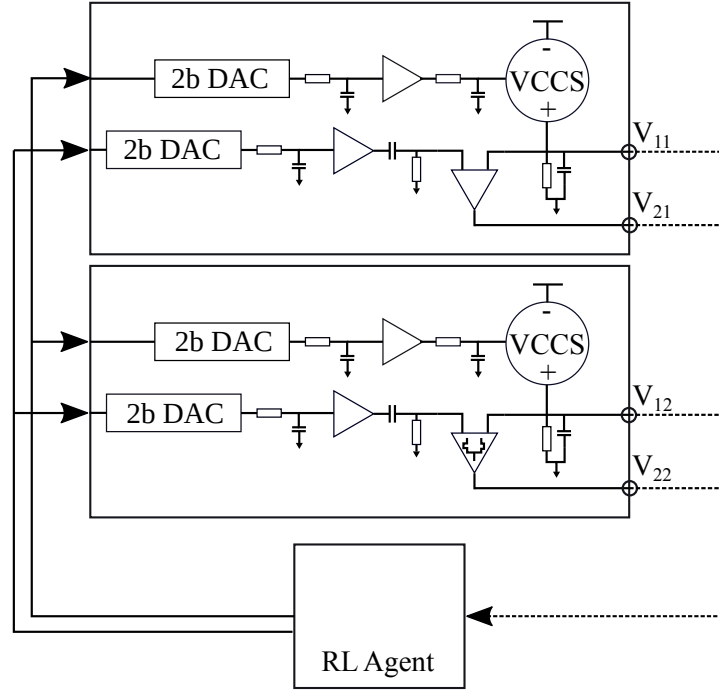 2b DAC
-
VCCS
+
2b DAC
V11
V21
2b DAC
-
VCCS
+
2b DAC
V12
V22
RL Agent